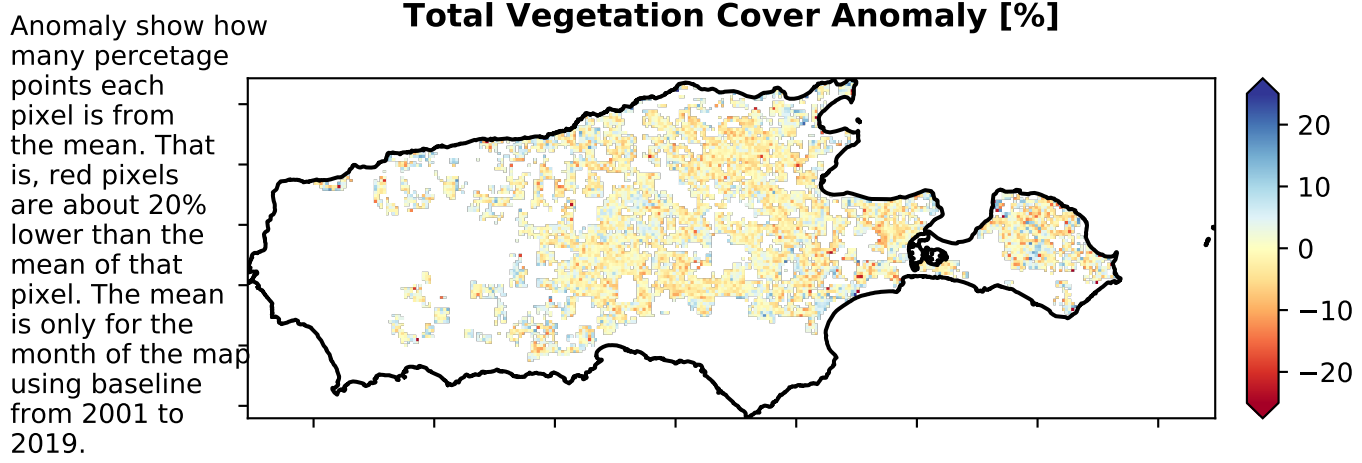 Total Vegetation Cover Anomaly [%]
Anomaly show how
many percetage
points each
pixel is from
the mean. That
is, red pixels
are about 20%
lower than the
mean of that
pixel. The mean
is only for the
month of the map
using baseline
from 2001 to
2019.
20
10
0
−10
−20